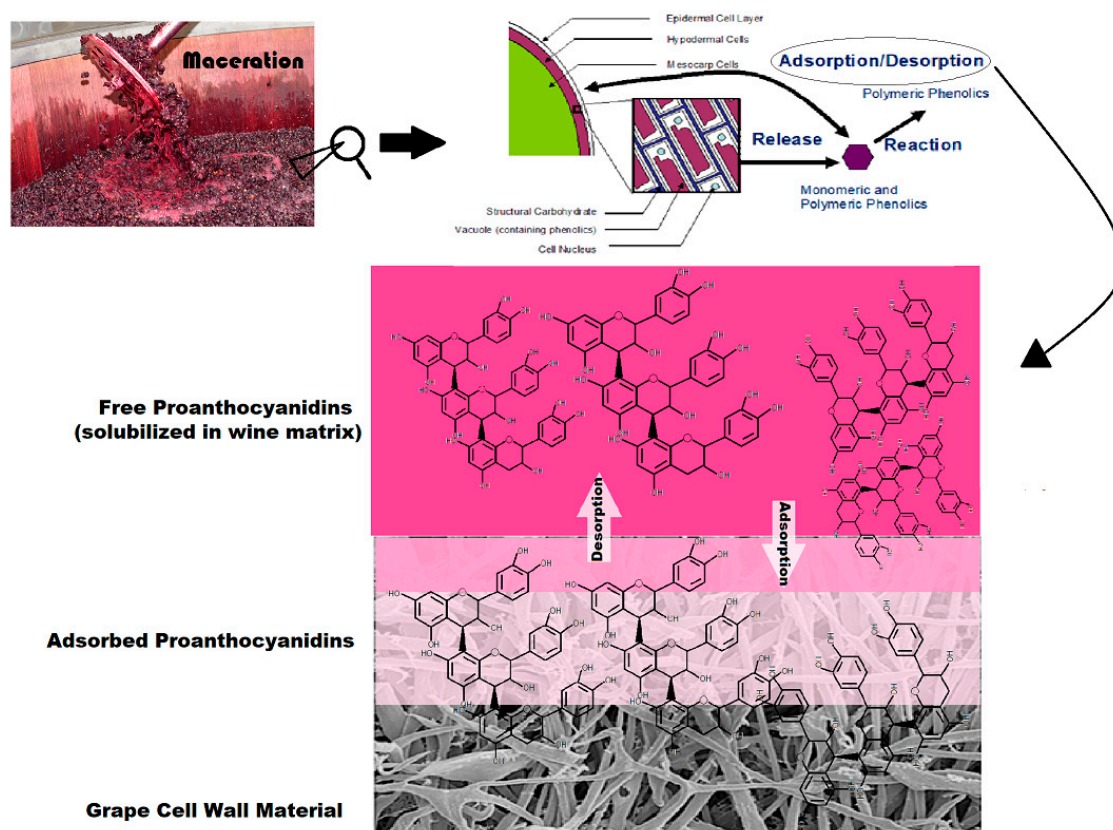 Maceration
Epidermal Cell Layer
Hypodermal Cells
Mesocarp Cells
Adsorption/Desorption
Polymeric Phenolics
Release
Reaction
Monomeric and
Polymeric Phenolics
Structural Carbohydrate
Vacuole (containing phenolics)
Cell Nucleus
Free Proanthocyanidins
(solubilized in wine matrix)
Desorption
Adsorption
Adsorbed Proanthocyanidins
Grape Cell Wall Material